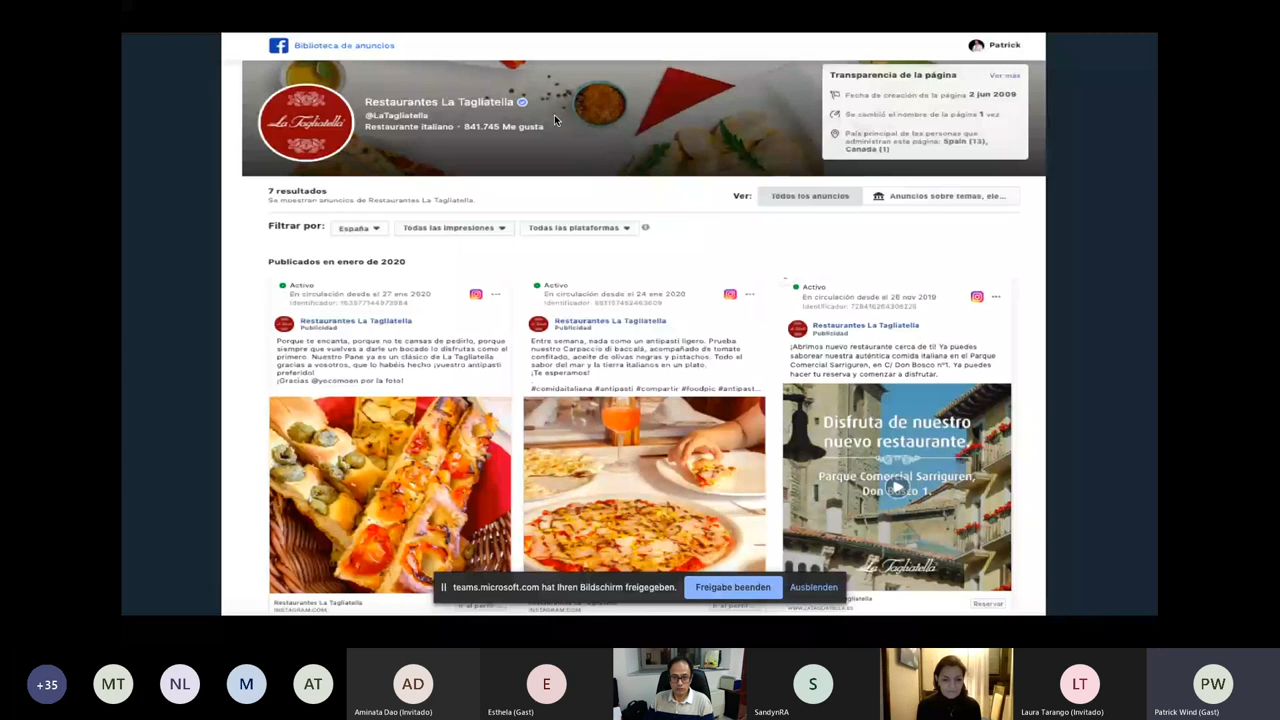 Biblioteca de anuncios
Patrick
La Tagliatella
Restaurantes La Tagliatella
@LaTagliatella
Restaurante italiano · 841.745 Me gusta
Transparencia de la página
Ver más
Fecha de creación de la página 2 jun 2009
Se cambió el nombre de la página 1 vez
País principal de las personas que
administran esta página: Spain (13),
Canada (1)
7 resultados
Se muestran anuncios de Restaurantes La Tagliatella.
Ver:
Todos los anuncios
Anuncios sobre temas, ele...
Filtrar por:
España
Todas las impresiones
Todas las plataformas
Publicados en enero de 2020
Activo
En circulación desde el 27 ene 2020
Identificador:
Restaurantes La Tagliatella
Publicidad
Porque te encanta, porque no te cansas de pedirlo, porque
siempre que vuelves a darle un bocado lo disfrutas como el
primero. Nuestro Pane ya es un clásico de La Tagliatella
gracias a vosotros, que lo habéis hecho ¡vuestro antipasti
preferido!
¡Gracias @yocomoen por la foto!
Restaurantes La Tagliatella
INSTAGRAM.COM
Activo
En circulación desde el 24 ene 2020
Identificador:
Restaurantes La Tagliatella
Publicidad
Entre semana, nada como un antipasti ligero. Prueba
nuestro Carpaccio di baccalà, acompañado de tomate
confitado, aceite de olivas negras y pistachos. Todo el
sabor del mar y la tierra italianos en un plato.
¡Te esperamos!
#comidaitaliana #antipasti #compartir #foodpic #antipast...
INSTAGRAM.COM
Activo
En circulación desde el 26 nov 2019
Identificador:
Restaurantes La Tagliatella
Publicidad
¡Abrimos nuevo restaurante cerca de ti! Ya puedes
saborear nuestra auténtica comida italiana en el Parque
Comercial Sarriguren, en C/ Don Bosco nº1. Ya puedes
hacer tu reserva y comenzar a disfrutar.
Disfruta de nuestro
nuevo restaurante.
Parque Comercial Sarriguren,
Don Bosco 1.
La Tagliatella
Reservar
teams.microsoft.com hat Ihren Bildschirm freigegeben.
Freigabe beenden
Ausblenden
+35
MT
NL
M
AT
AD
Aminata Dao (Invitado)
E
Esthela (Gast)
S
SandynRA
LT
Laura Tarango (Invitado)
PW
Patrick Wind (Gast)